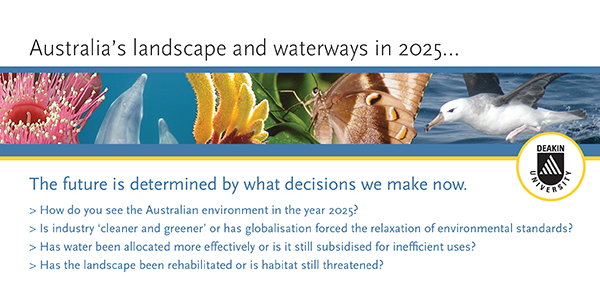 Australia's landscape and waterways in 2025...
DEAKIN
UNIVERSITY
The future is determined by what decisions we make now.
> How do you see the Australian environment in the year 2025?
> Is industry 'cleaner and greener' or has globalisation forced the relaxation of environmental standards?
> Has water been allocated more effectively or is it still subsidised for inefficient uses?
> Has the landscape been rehabilitated or is habitat still threatened?